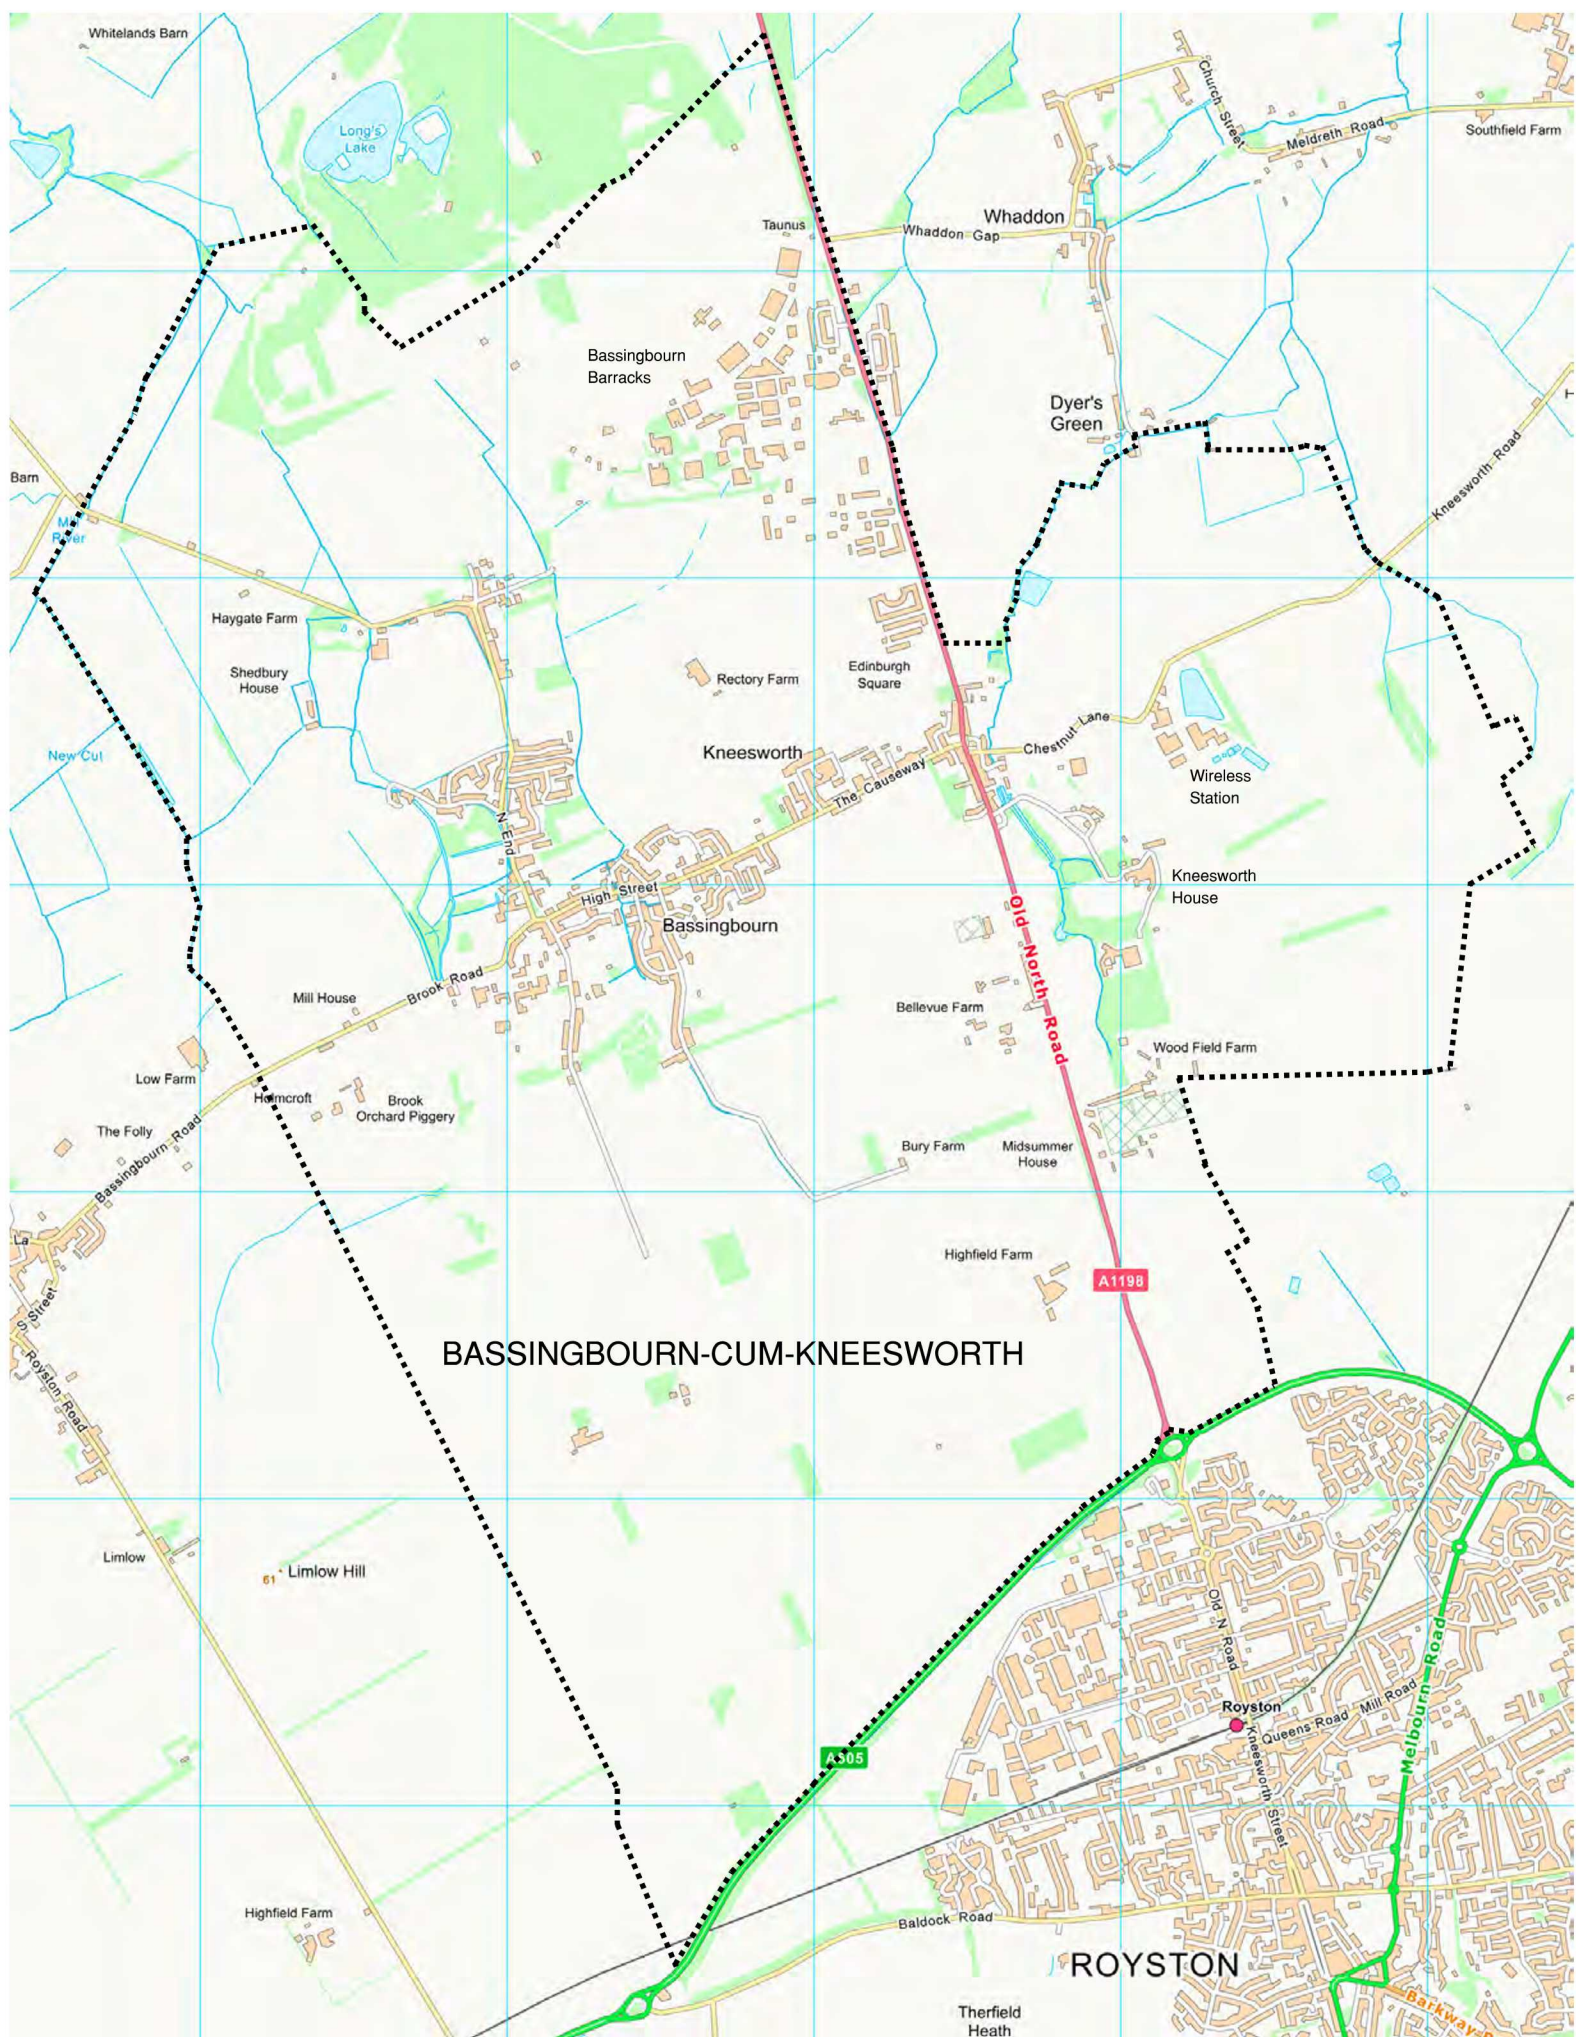 Whitelands Barn
Long's
Lake
Church Street
Meldreth Road
Southfield Farm
Whaddon
Taunus
Whaddon Gap
Bassingbourn
Barracks
Dyer's
Green
Kneesworth Road
H
Barn
Mill
River
Haygate Farm
Shedbury
House
Rectory Farm
Edinburgh
Square
New Cut
Kneesworth
Chestnut Lane
The Causeway
Wireless
Station
N End
Kneesworth
House
High Street
Bassingbourn
Old North Road
Brook Road
Mill House
Bellevue Farm
Wood Field Farm
Low Farm
Holmcroft
Brook
Orchard Piggery
The Folly
Bassingbourn Road
Bury Farm
Midsummer
House
La
Highfield Farm
A1198
S Street
BASSINGBOURN-CUM-KNEESWORTH
Royston Road
Limlow
61
Limlow Hill
Old N Road
Melbourn Road
Royston
Queens Road
Mill Road
Kneesworth Street
A505
Highfield Farm
Baldock Road
ROYSTON
Therfield
Heath
Barkway